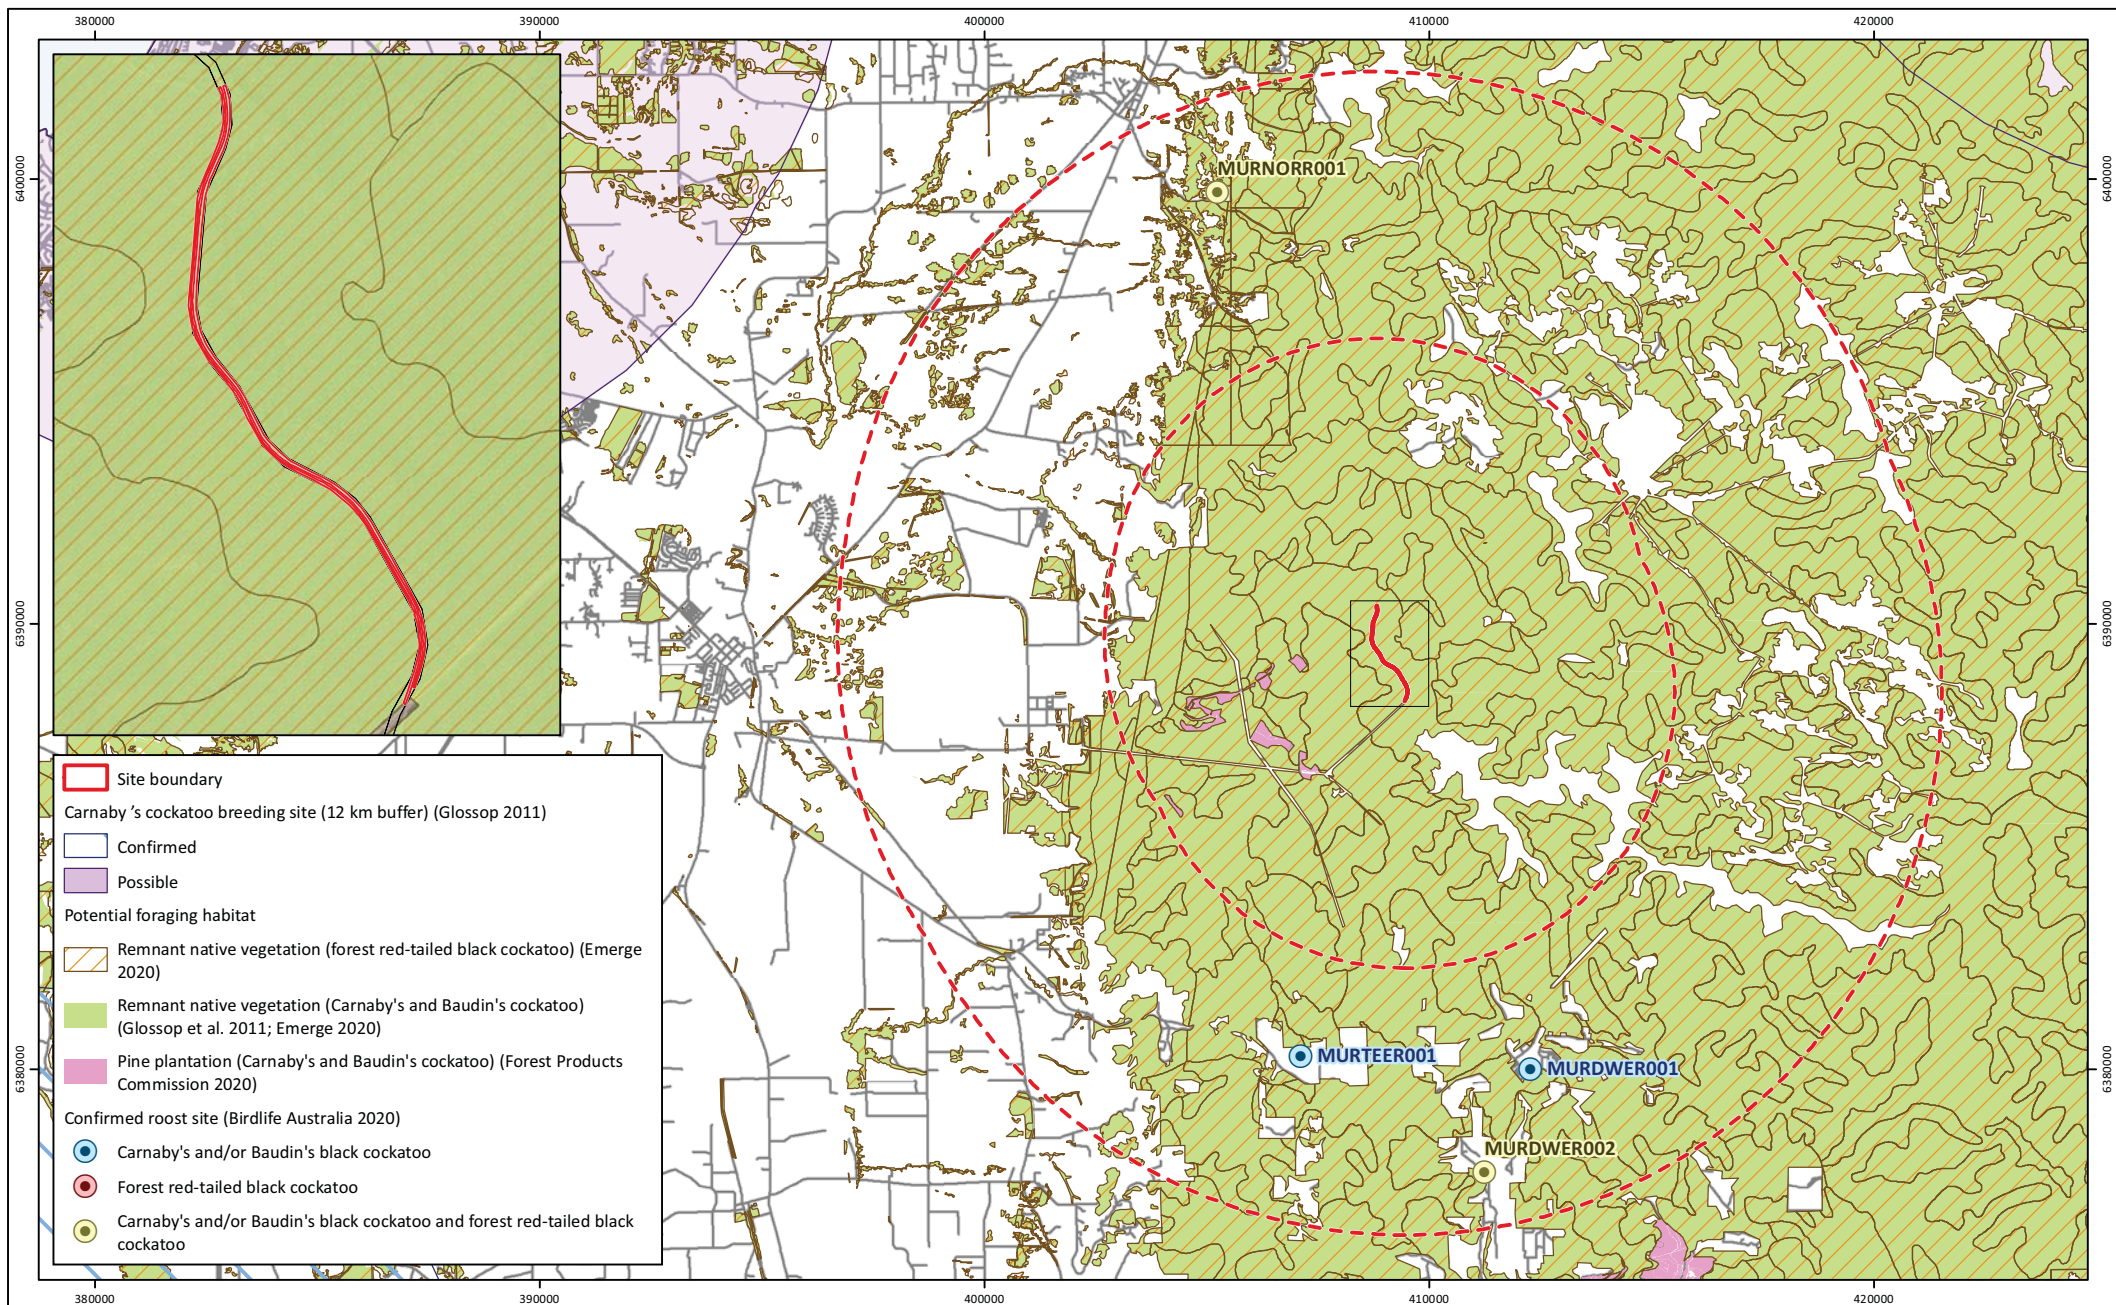 380000 390000 400000 410000 420000
6400000 6400000
MURNORR001
6390000 6390000
Site boundary
Carnaby 's cockatoo breeding site (12 km buffer) (Glossop 2011)
Confirmed
Possible
Potential foraging habitat
Remnant native vegetation (forest red-tailed black cockatoo) (Emerge
2020)
Remnant native vegetation (Carnaby's and Baudin's cockatoo)
(Glossop et al. 2011; Emerge 2020)
Pine plantation (Carnaby's and Baudin's cockatoo) (Forest Products
Commission 2020)
Confirmed roost site (Birdlife Australia 2020)
Carnaby's and/or Baudin's black cockatoo
Forest red-tailed black cockatoo
Carnaby's and/or Baudin's black cockatoo and forest red-tailed black
cockatoo
MURTEER001
MURDWER001
6380000 6380000
MURDWER002
380000 390000 400000 410000 420000